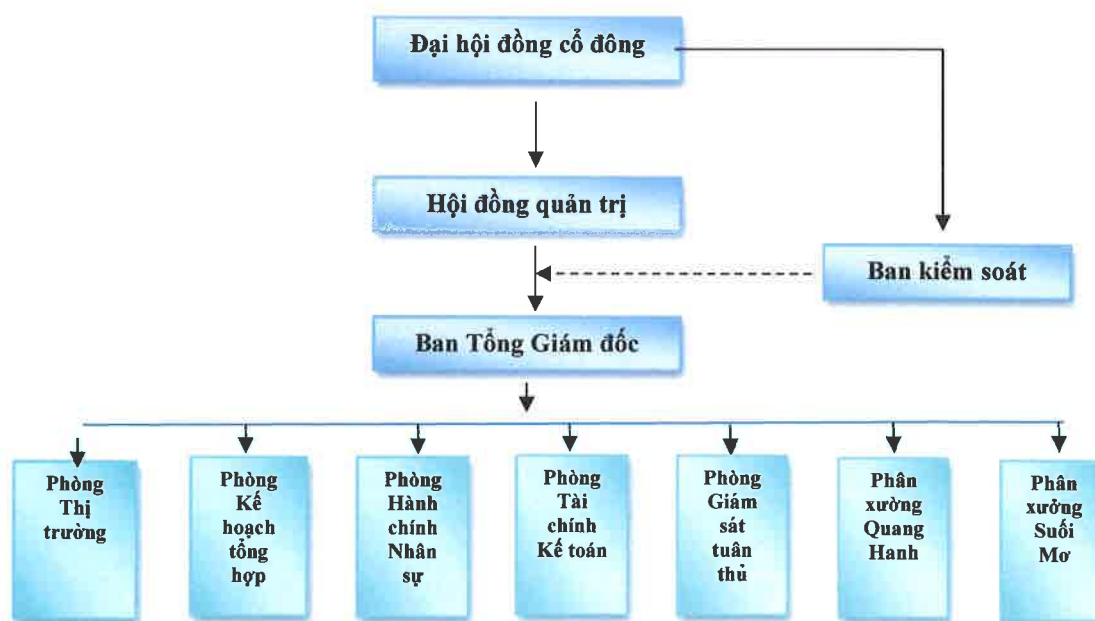 Đại hội đồng cổ đông
Hội đồng quản trị
Ban kiểm soát
Ban Tổng Giám đốc
Phòng
Thị
trường
Phòng
Kế
hoạch
tổng
hợp
Phòng
Hành
chính
Nhân
sự
Phòng
Tài
chính
Kế toán
Phòng
Giám
sát
tuân
thủ
Phân
xường
Quang
Hanh
Phân
xưởng
Suối
Mơ